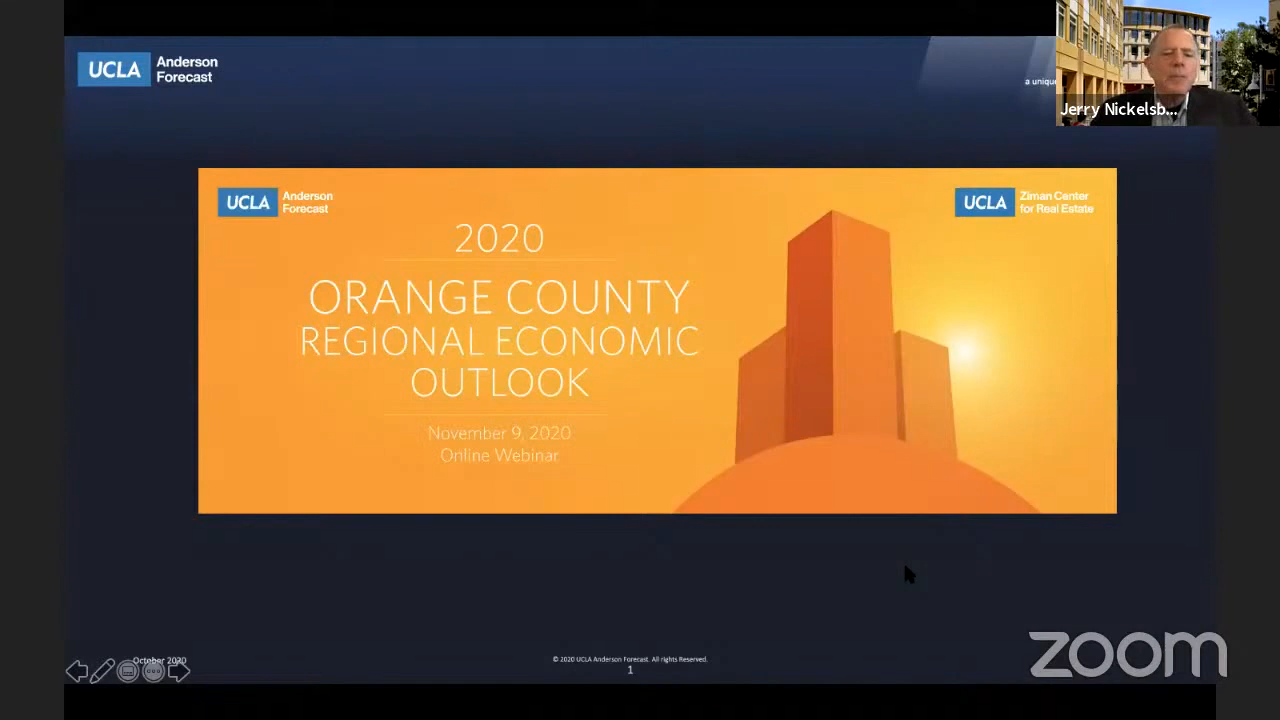 UCLA Anderson
Forecast
a unique
Jerry Nickelsb...
UCLA Anderson
Forecast
UCLA Ziman Center
for Real Estate
2020
ORANGE COUNTY
REGIONAL ECONOMIC
OUTLOOK
November 9, 2020
Online Webinar
zoom
October 2020
© 2020 UCLA Anderson Forecast. All rights Reserved.
1